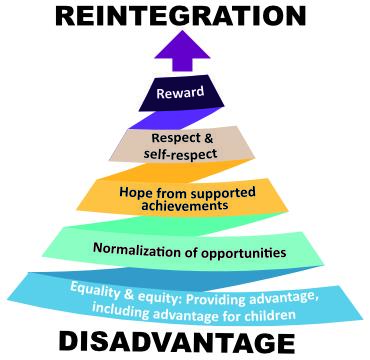 REINTEGRATION
Reward
Respect &
self-respect
Hope from supported
achievements
Normalization of opportunities
Equality & equity: Providing advantage,
including advantage for children
DISADVANTAGE